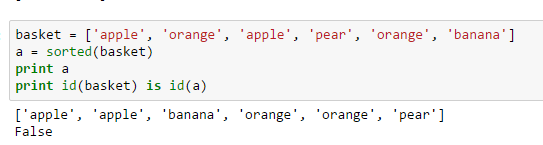 basket = ['apple', 'orange', 'apple', 'pear', 'orange', 'banana']
a = sorted(basket)
print a
print id(basket) is id(a)
['apple', 'apple', 'banana', 'orange', 'orange', 'pear']
False